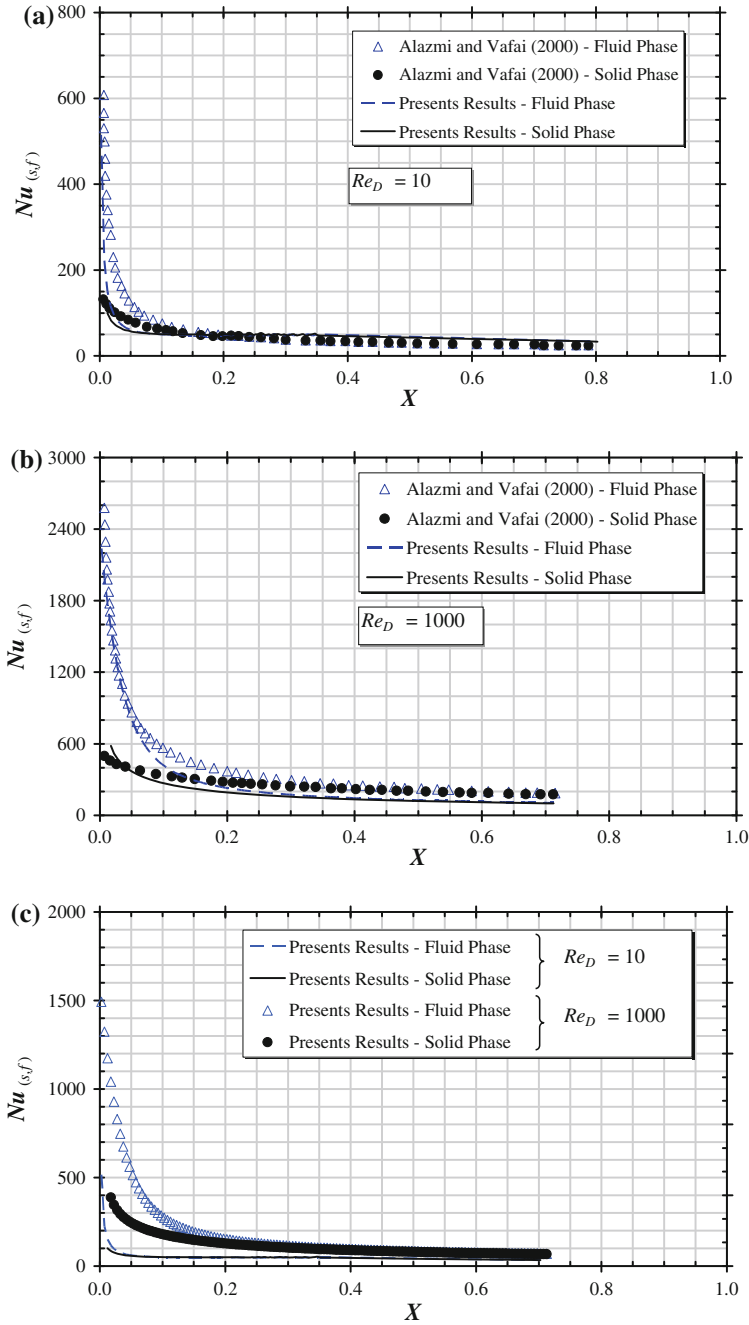 (a)
800
600
400
200
0
Nu (s,f)
Alazmi and Vafai (2000) - Fluid Phase
Alazmi and Vafai (2000) - Solid Phase
Presents Results - Fluid Phase
Presents Results - Solid Phase
Re_D = 10
0.0 0.2 0.4 0.6 0.8 1.0
X
(b)
3000
2400
1800
1200
600
0
Nu (s,f)
Alazmi and Vafai (2000) - Fluid Phase
Alazmi and Vafai (2000) - Solid Phase
Presents Results - Fluid Phase
Presents Results - Solid Phase
Re_D = 1000
0.0 0.2 0.4 0.6 0.8 1.0
X
(c)
2000
1500
1000
500
0
Nu (s,f)
Presents Results - Fluid Phase
Presents Results - Solid Phase
Re_D = 10
Presents Results - Fluid Phase
Presents Results - Solid Phase
Re_D = 1000
0.0 0.2 0.4 0.6 0.8 1.0
X